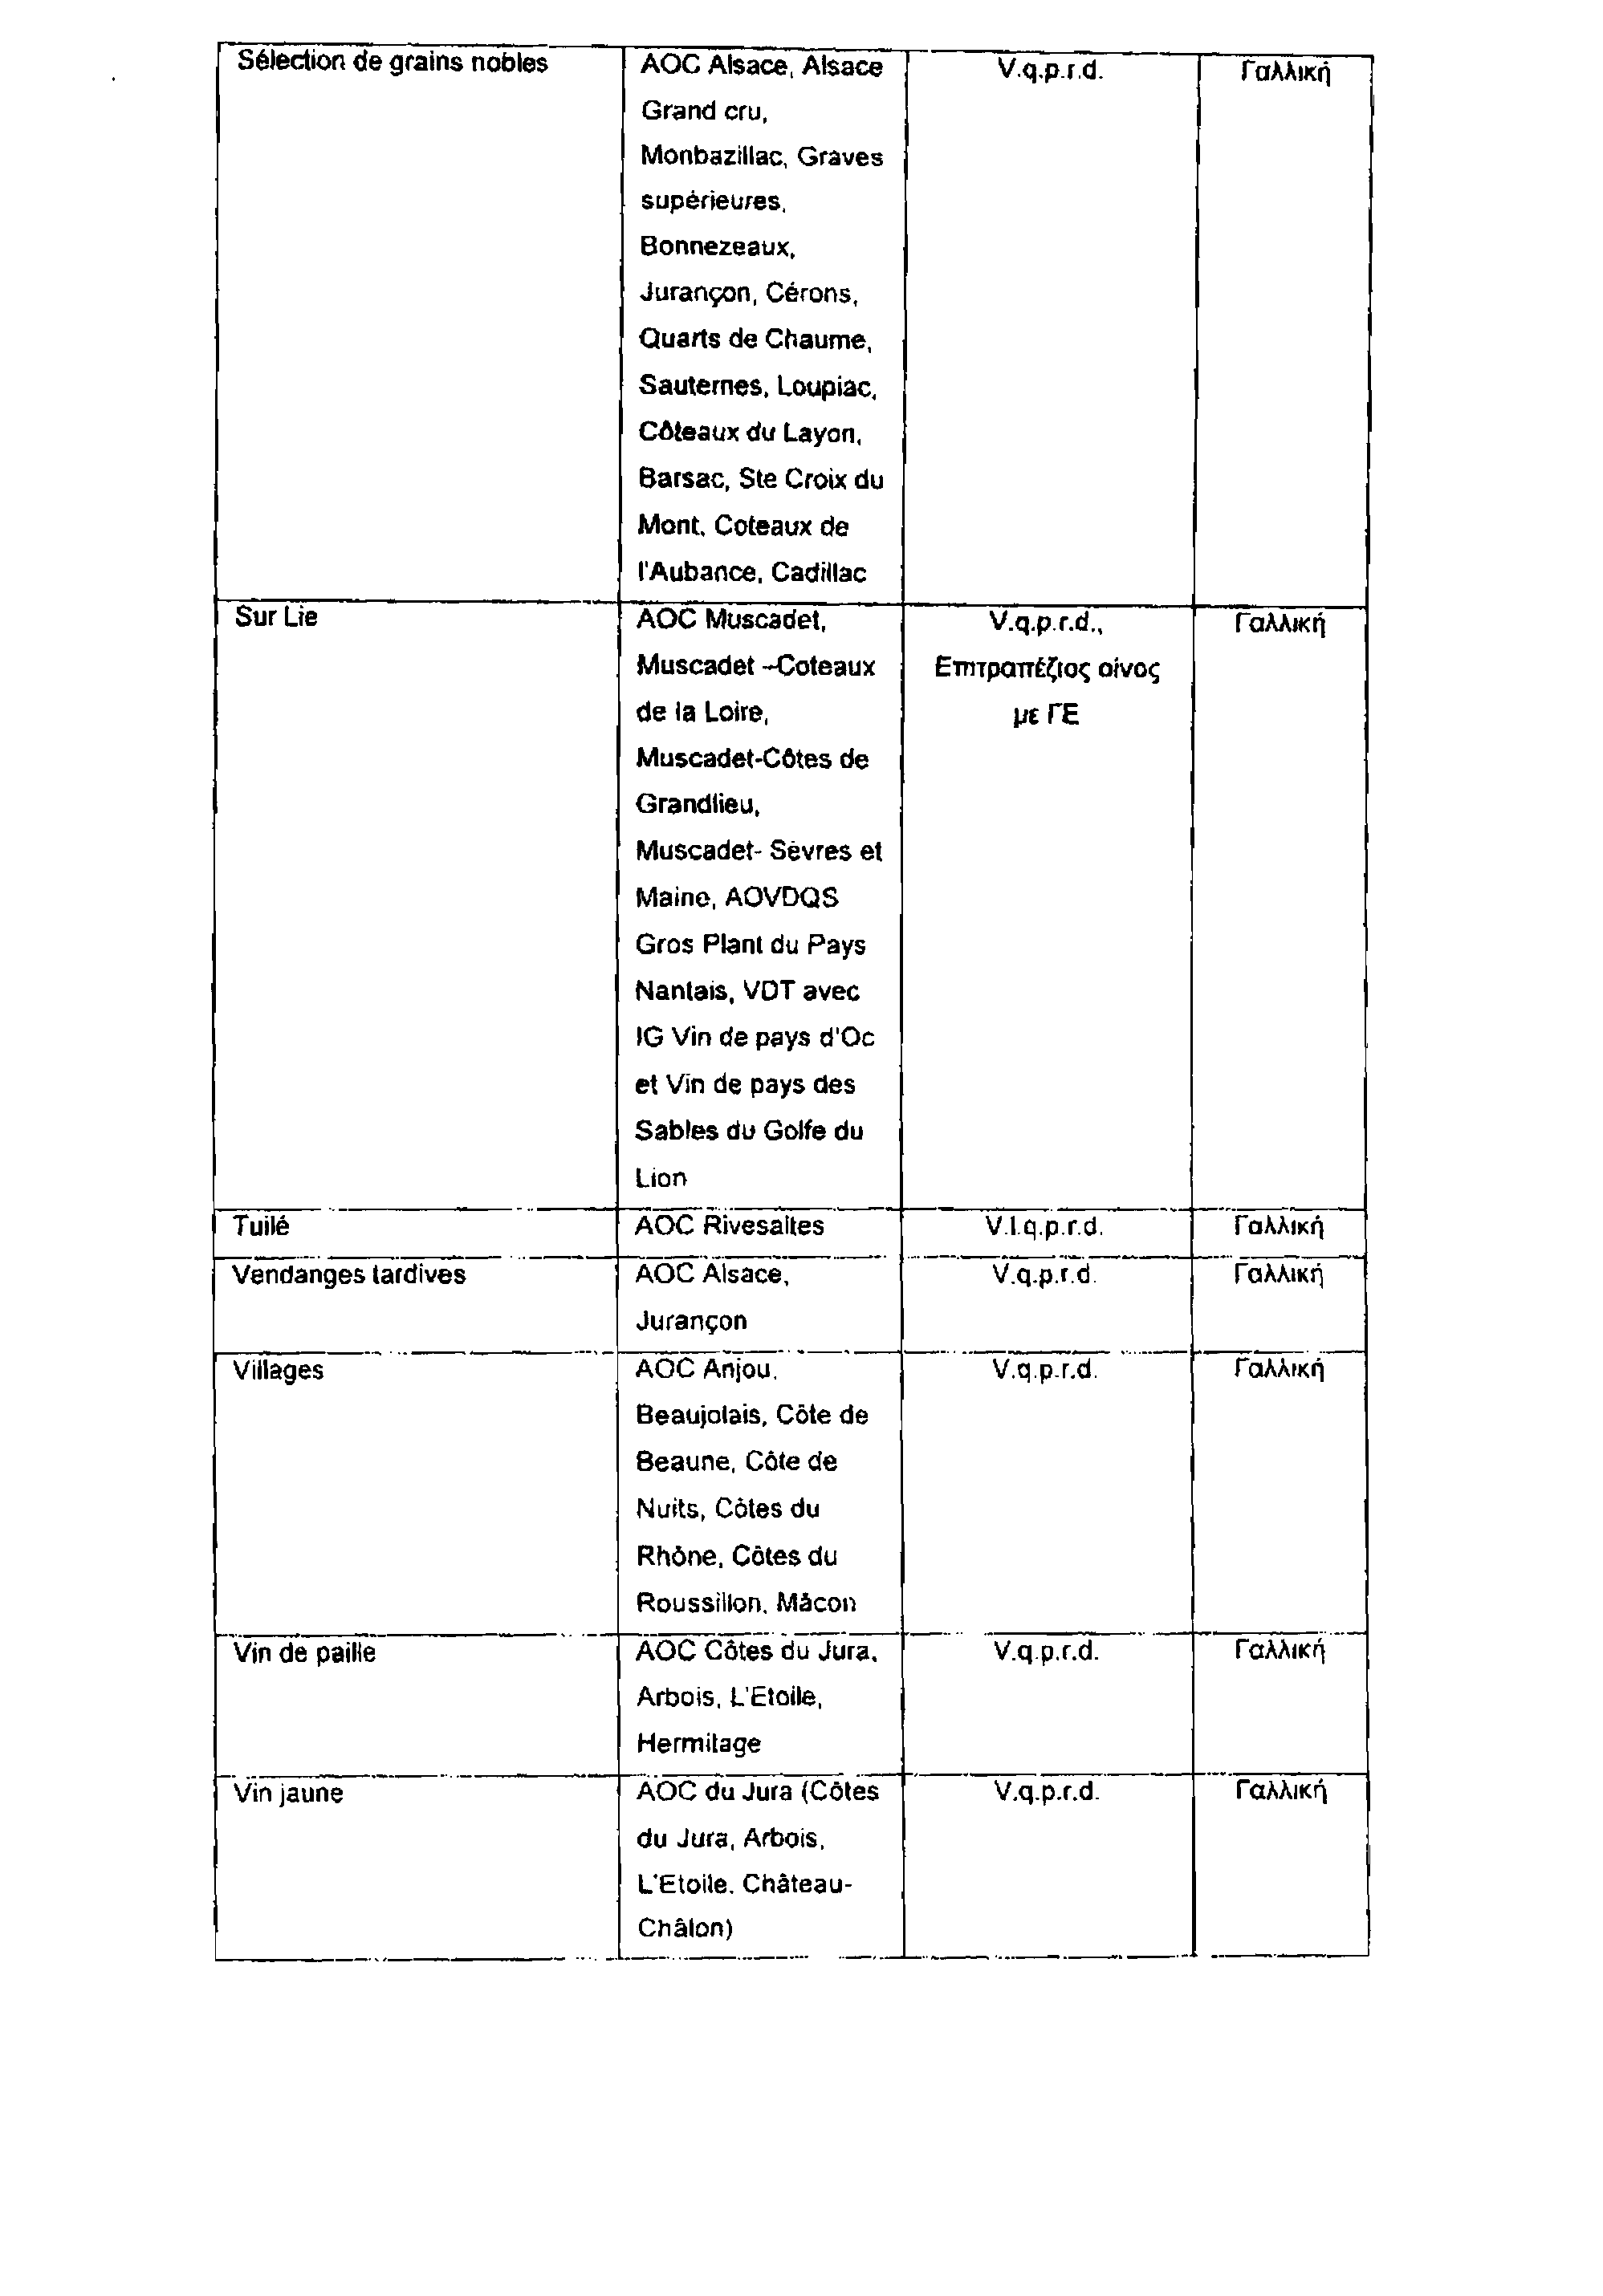 Sélection de grains nobles
AOC Alsace, Alsace
Grand cru,
Monbazillac, Graves
supérieures,
Bonnezeaux,
Jurançon, Cérons,
Quarts de Chaume,
Sauternes, Loupiac,
Côteaux du Layon,
Barsac, Ste Croix du
Mont, Coteaux de
l'Aubance, Cadillac
V.q.p.r.d.
Γαλλική
Sur Lie
AOC Muscadet,
Muscadet –Coteaux
de la Loire,
Muscadet-Côtes de
Grandlieu,
Muscadet- Sèvres et
Maine, AOVDQS
Gros Plant du Pays
Nantais, VDT avec
IG Vin de pays d'Oc
et Vin de pays des
Sables du Golfe du
Lion
V.q.p.r.d.,
Επιτραπέζιος οίνος
με ΓΕ
Γαλλική
Tuilé
AOC Rivesaltes
V.l.q.p.r.d.
Γαλλική
Vendanges tardives
AOC Alsace,
Jurançon
V.q.p.r.d.
Γαλλική
Villages
AOC Anjou,
Beaujolais, Côte de
Beaune, Côte de
Nuits, Côtes du
Rhône, Côtes du
Roussillon, Mâcon
V.q.p.r.d.
Γαλλική
Vin de paille
AOC Côtes du Jura,
Arbois, L'Etoile,
Hermitage
V.q.p.r.d.
Γαλλική
Vin jaune
AOC du Jura (Côtes
du Jura, Arbois,
L'Etoile, Château-
Châlon)
V.q.p.r.d.
Γαλλική